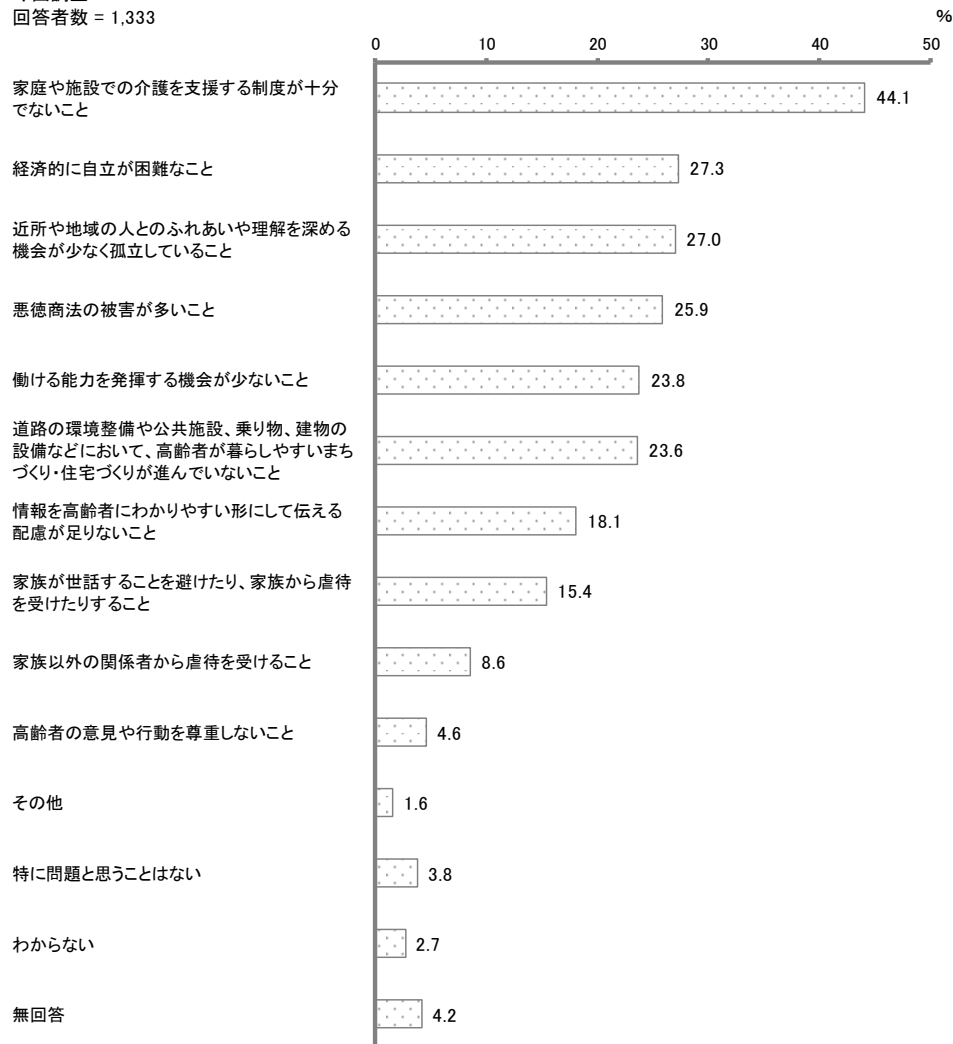 回答者数 = 1,333
%
0 10 20 30 40 50
家庭や施設での介護を支援する制度が十分
でないこと
44.1
経済的に自立が困難なこと
27.3
近所や地域の人とのふれあいや理解を深める
機会が少なく孤立していること
27.0
悪徳商法の被害が多いこと
25.9
働ける能力を発揮する機会が少ないこと
23.8
道路の環境整備や公共施設、乗り物、建物の
設備などにおいて、高齢者が暮らしやすいまち
づくり・住宅づくりが進んでいないこと
23.6
情報を高齢者にわかりやすい形にして伝える
配慮が足りないこと
18.1
家族が世話することを避けたり、家族から虐待
を受けたりすること
15.4
家族以外の関係者から虐待を受けること
8.6
高齢者の意見や行動を尊重しないこと
4.6
その他
1.6
特に問題と思うことはない
3.8
わからない
2.7
無回答
4.2